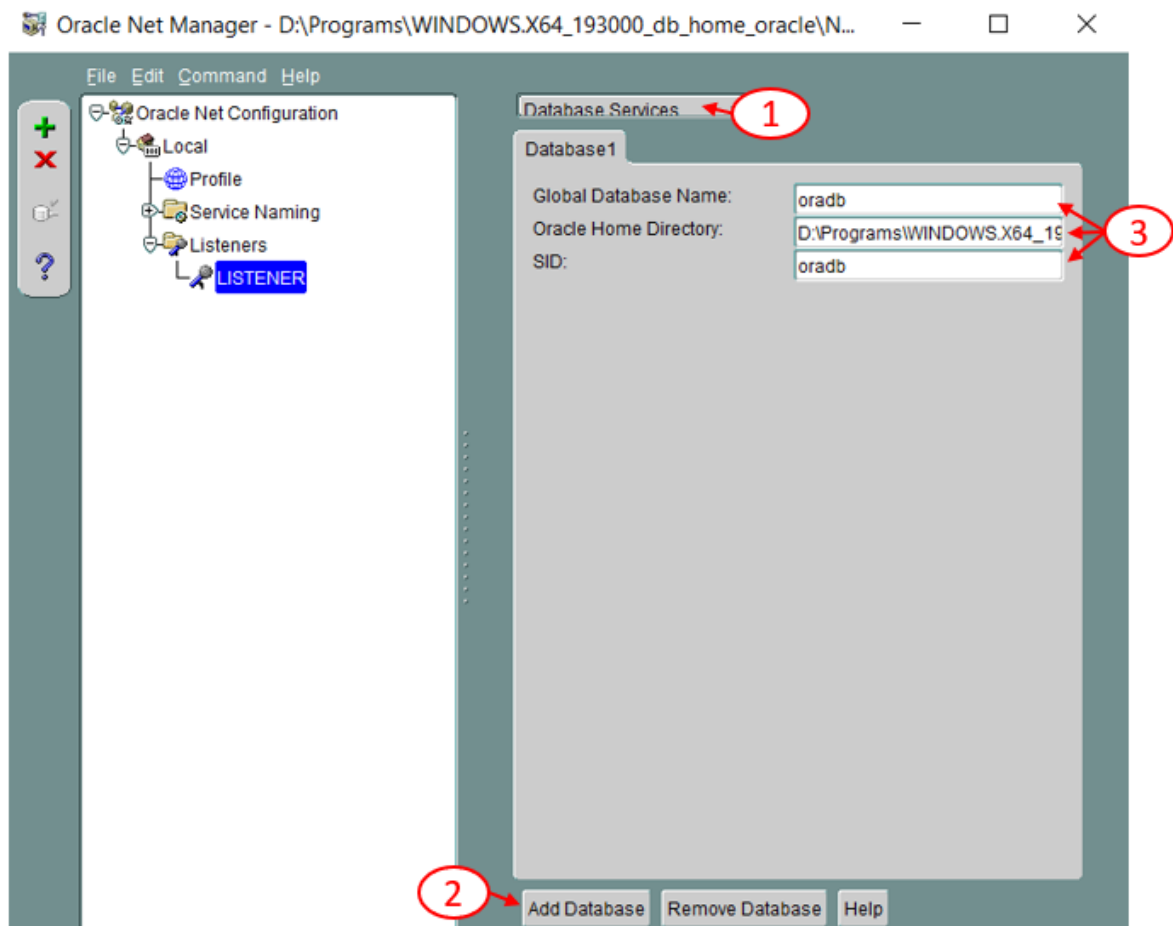 Oracle Net Manager - D:\Programs\WINDOWS.X64_193000_db_home_oracle\N...
File Edit Command Help
Oracle Net Configuration
Local
Profile
Service Naming
Listeners
LISTENER
Database Services
1
Database1
Global Database Name:
oradb
Oracle Home Directory:
D:\Programs\WINDOWS.X64_19
SID:
oradb
3
2
Add Database
Remove Database
Help